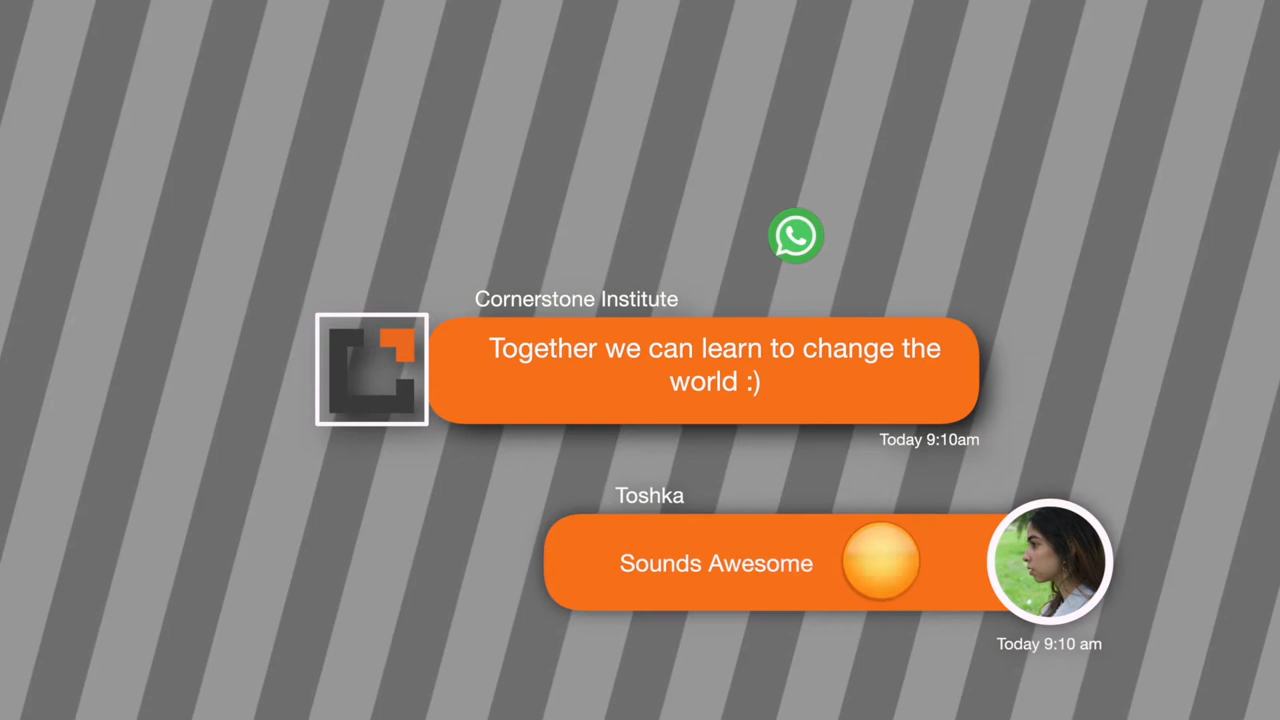 Cornerstone Institute
Together we can learn to change the
world :)
Today 9:10am
Toshka
Sounds Awesome
Today 9:10 am